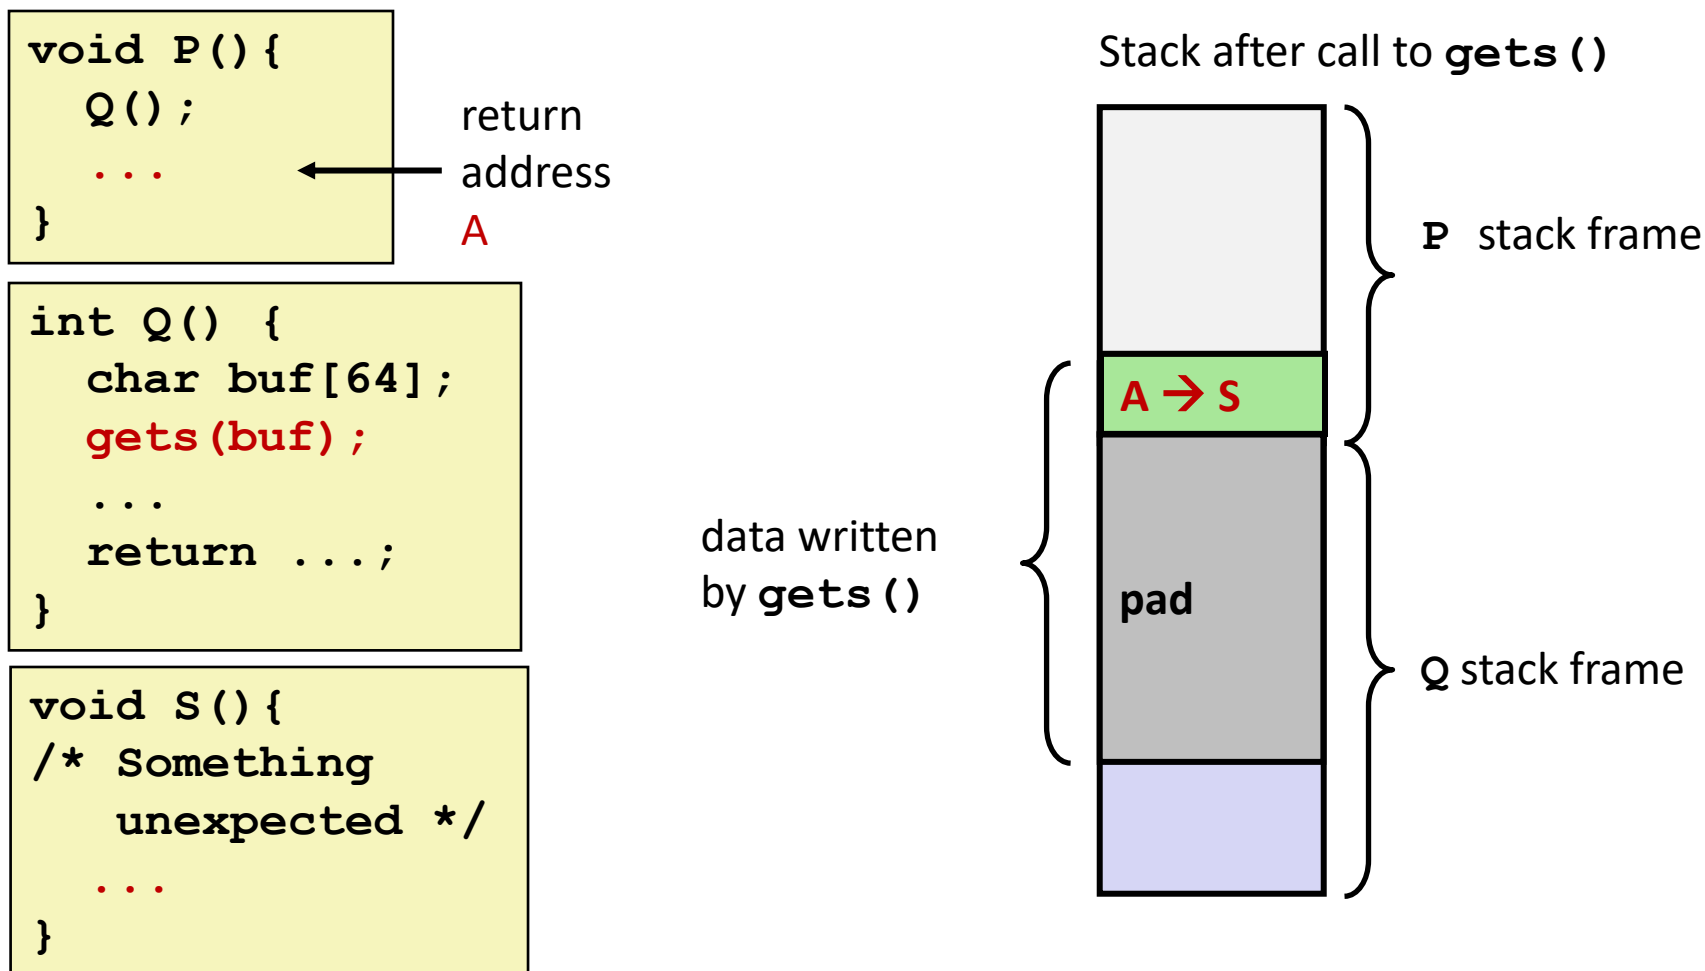 void P(){
  Q();
  ...
}
return
address
A
int Q() {
  char buf[64];
  gets(buf);
  ...
  return ...;
}
void S(){
/* Something
   unexpected */
  ...
}
Stack after call to gets()
P stack frame
A → S
data written
by gets()
pad
Q stack frame